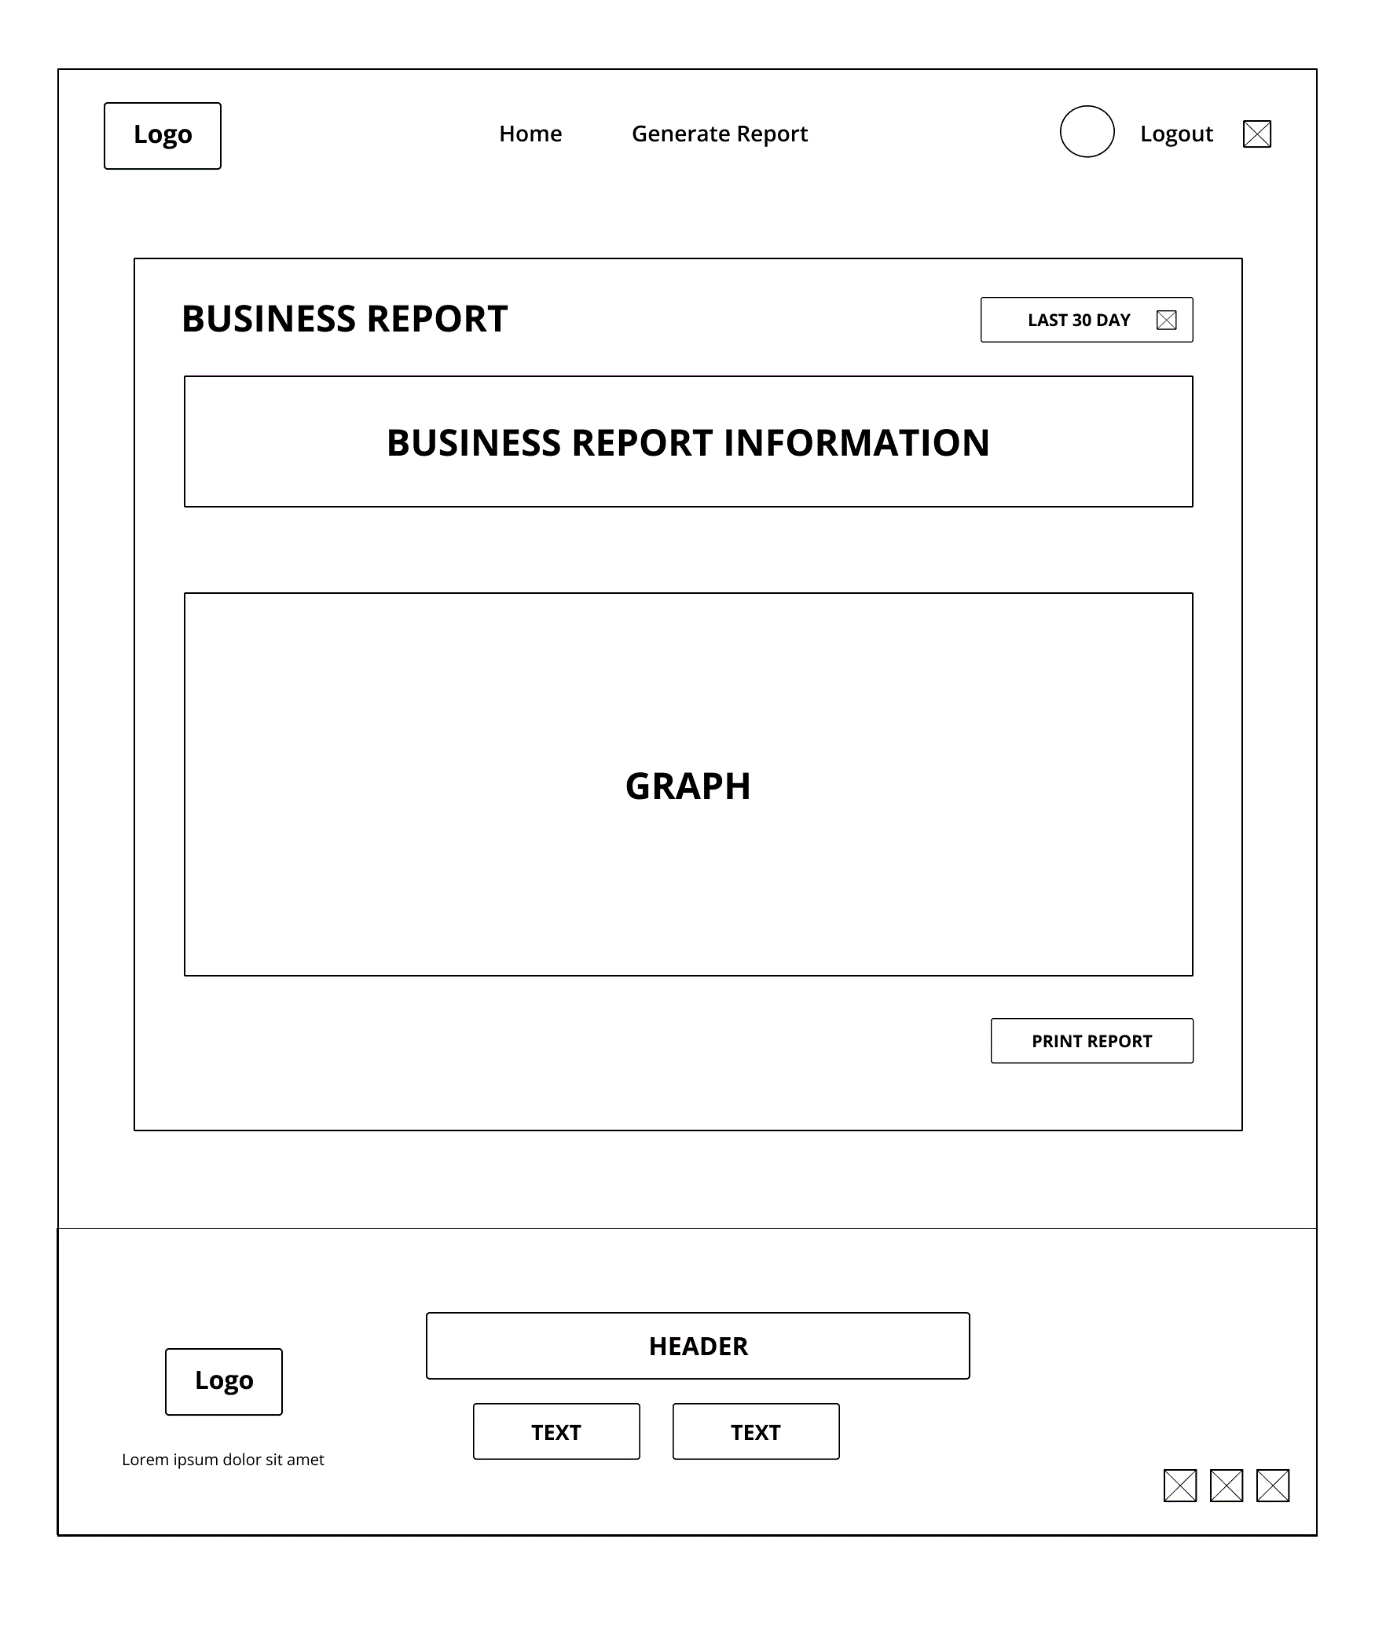 Logo
Home
Generate Report
Logout
BUSINESS REPORT
LAST 30 DAY
BUSINESS REPORT INFORMATION
GRAPH
PRINT REPORT
HEADER
Logo
TEXT
TEXT
Lorem ipsum dolor sit amet